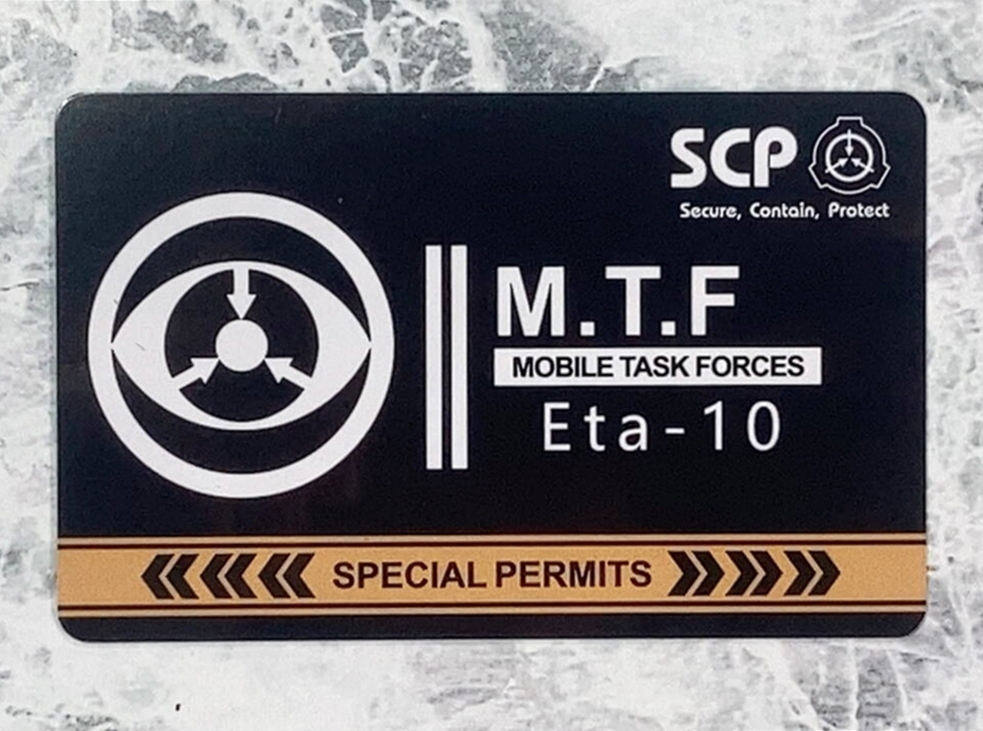 SCP
Secure, Contain, Protect
M.T.F
MOBILE TASK FORCES
Eta-10
SPECIAL PERMITS